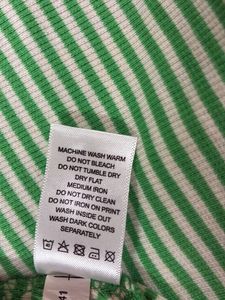 MACHINE WASH WARM
DO NOT BLEACH
DO NOT TUMBLE DRY
DRY FLAT
MEDIUM IRON
DO NOT DRY CLEAN
DO NOT IRON ON PRINT
WASH INSIDE OUT
WASH DARK COLORS
SEPARATELY
41